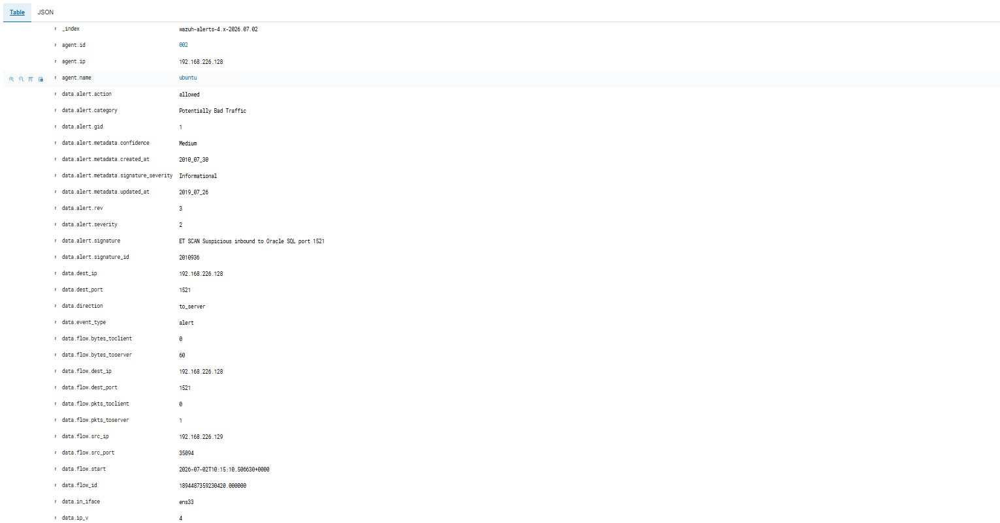 Table JSON
t _index wazuh-alerts-4.x-2026.07.02
t agent.id 002
t agent.ip 192.168.226.128
t agent.name ubuntu
t data.alert.action allowed
t data.alert.category Potentially Bad Traffic
t data.alert.gid 1
t data.alert.metadata.confidence Medium
t data.alert.metadata.created_at 2010_07_30
t data.alert.metadata.signature_severity Informational
t data.alert.metadata.updated_at 2019_07_26
t data.alert.rev 3
t data.alert.severity 2
t data.alert.signature ET SCAN Suspicious inbound to Oracle SQL port 1521
t data.alert.signature_id 2010936
t data.dest_ip 192.168.226.128
t data.dest_port 1521
t data.direction to_server
t data.event_type alert
t data.flow.bytes_toclient 0
t data.flow.bytes_toserver 60
t data.flow.dest_ip 192.168.226.128
t data.flow.dest_port 1521
t data.flow.pkts_toclient 0
t data.flow.pkts_toserver 1
t data.flow.src_ip 192.168.226.129
t data.flow.src_port 35094
t data.flow.start 2026-07-02T10:15:10.506630+0000
t data.flow_id 1894487359230420.000000
t data.in_iface ens33
t data.ip_v 4